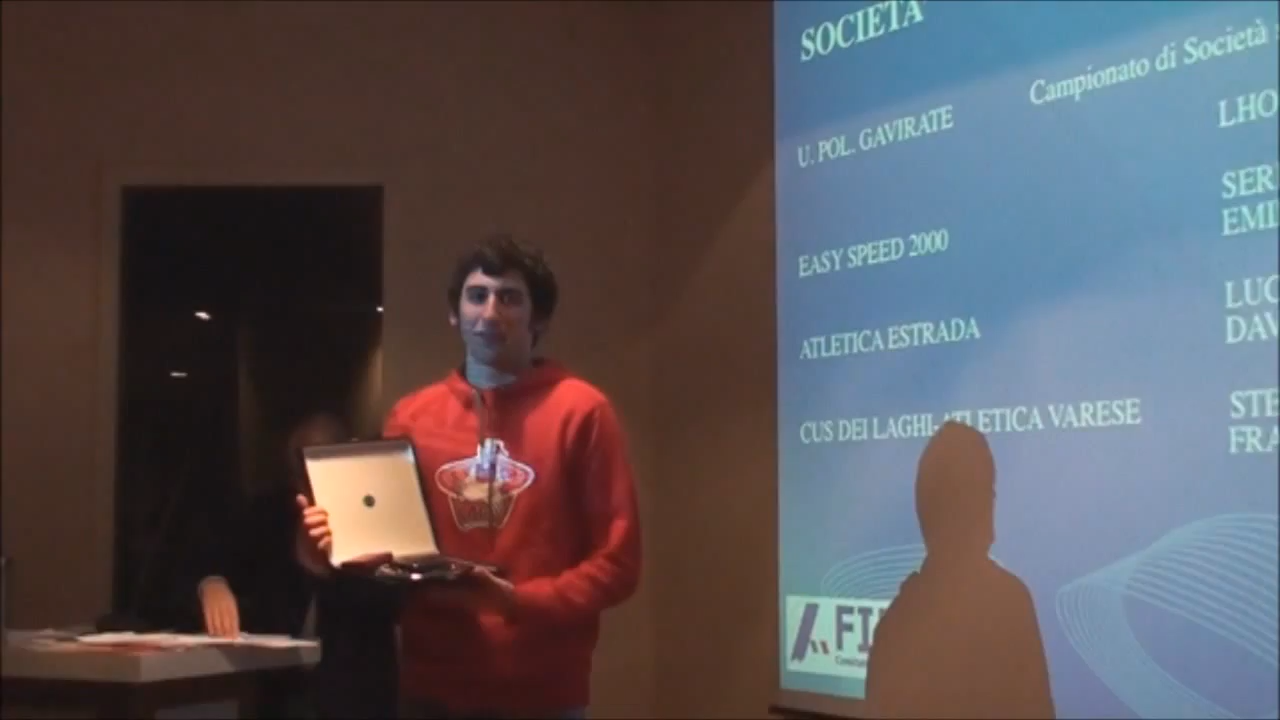 SOCIETA'
Campionato di Società
U. POL. GAVIRATE
LHO
SER
EMI
EASY SPEED 2000
LUC
DAV
ATLETICA ESTRADA
STE
FRA
CUS DEI LAGHI-ATLETICA VARESE
FI